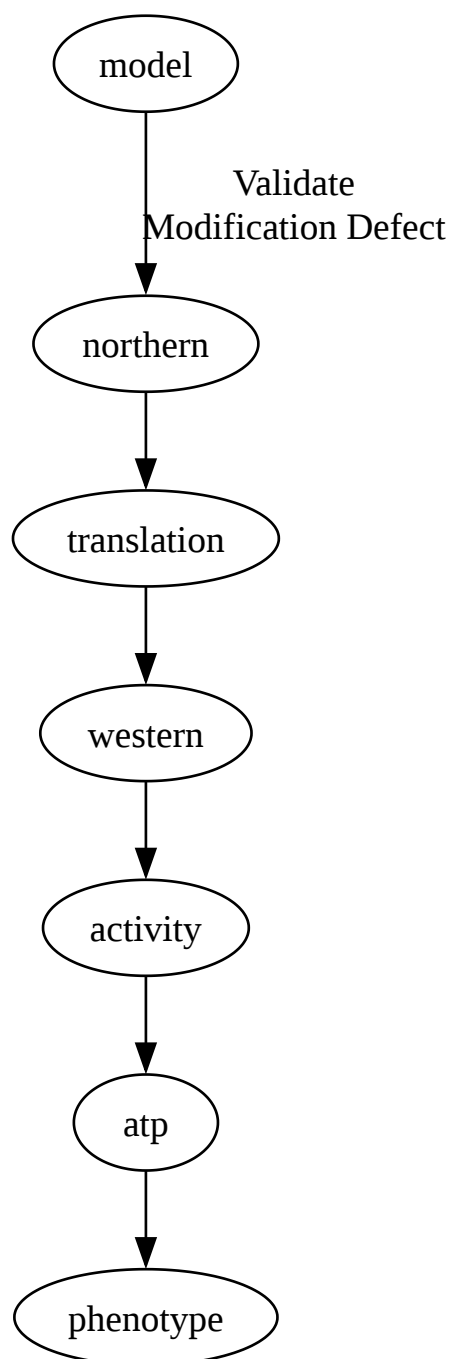 model
Validate
Modification Defect
northern
translation
western
activity
atp
phenotype